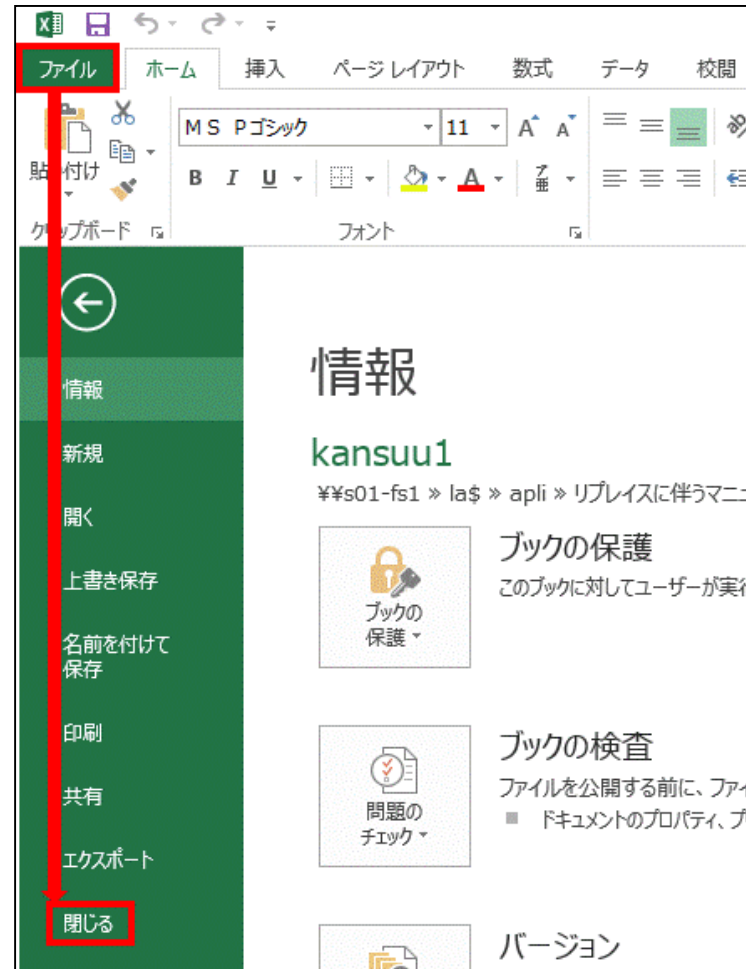 ファイル ホーム 挿入 ページ レイアウト 数式 データ 校閲
ＭＳ Ｐゴシック 11 A A
B I U A ア亜
クリップボード フォント
情報
新規
開く
上書き保存
名前を付けて
保存
印刷
共有
エクスポート
閉じる
情報
kansuu1
¥¥s01-fs1 » la$ » apli » リプレイスに伴うマニ
ブックの
保護
ブックの保護
このブックに対してユーザーが実
問題の
チェック
ブックの検査
ファイルを公開する前に、ファイ
ドキュメントのプロパティ、プ
バージョン